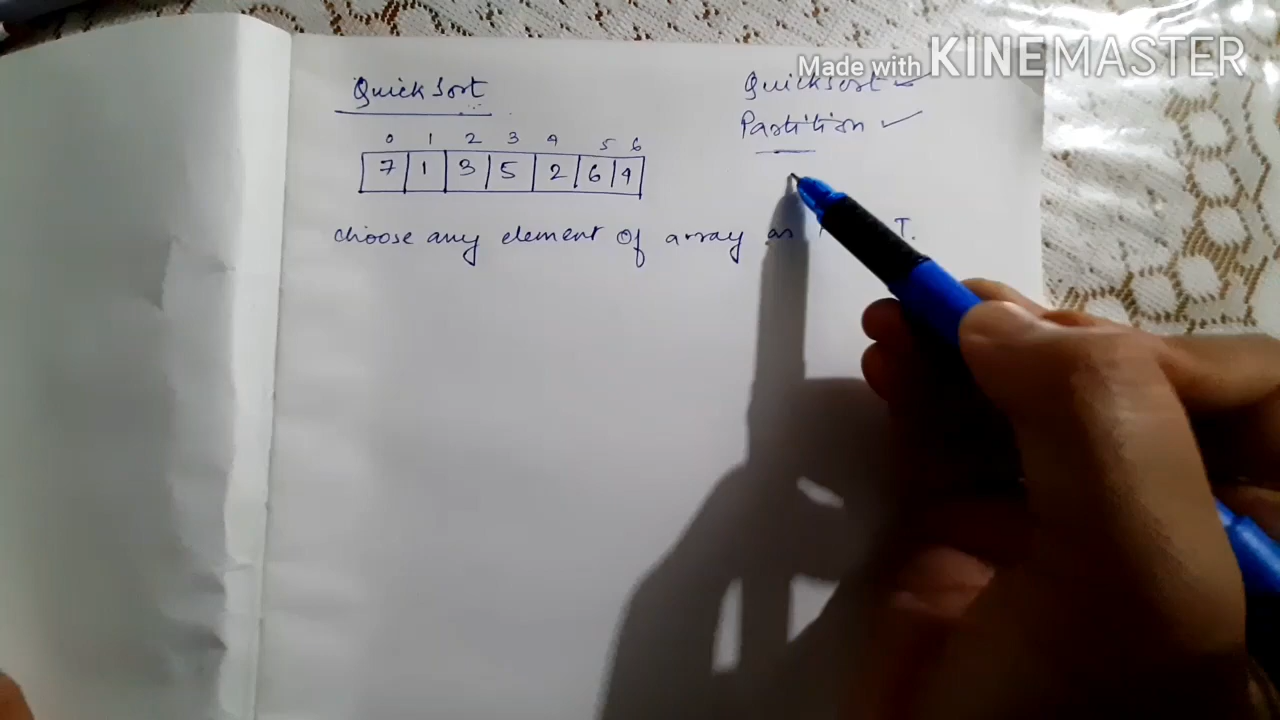 Made with KINEMASTER
QuickSort
QuickSort
Partition
0 1 2 3 4 5 6
7 1 3 5 2 6 4
choose any element of array as